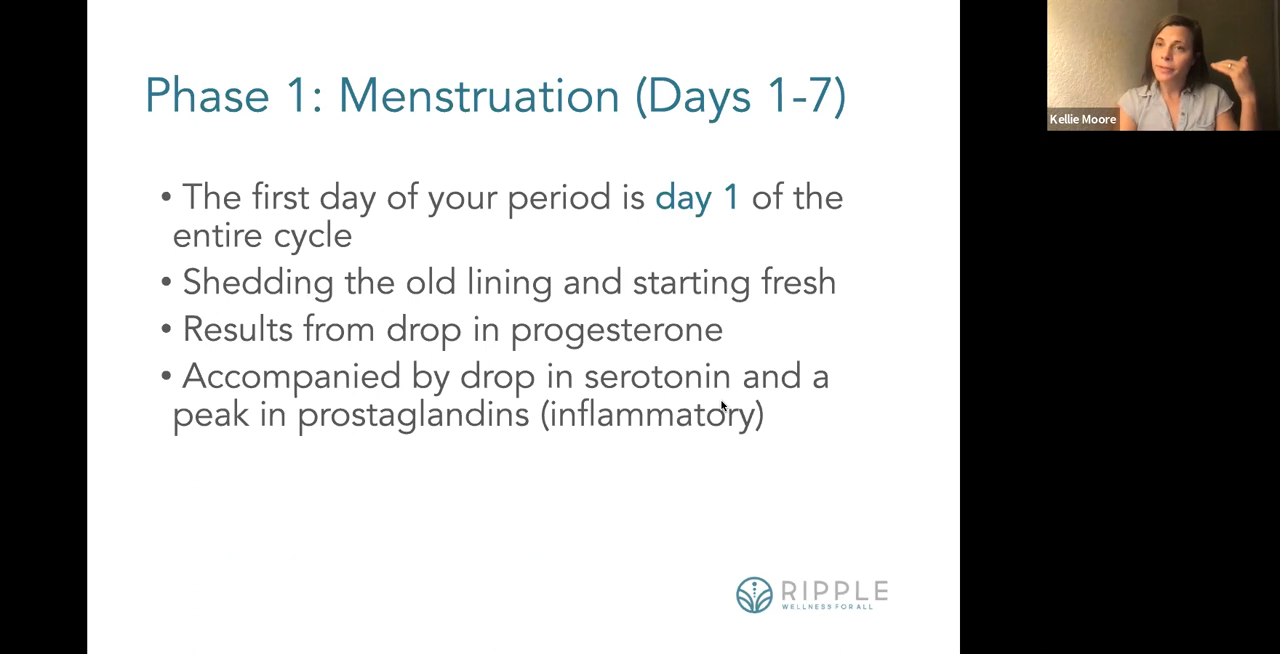 Phase 1: Menstruation (Days 1-7)
• The first day of your period is day 1 of the
entire cycle
• Shedding the old lining and starting fresh
• Results from drop in progesterone
• Accompanied by drop in serotonin and a
peak in prostaglandins (inflammatory)
RIPPLE
WELLNESS FOR ALL
Kellie Moore